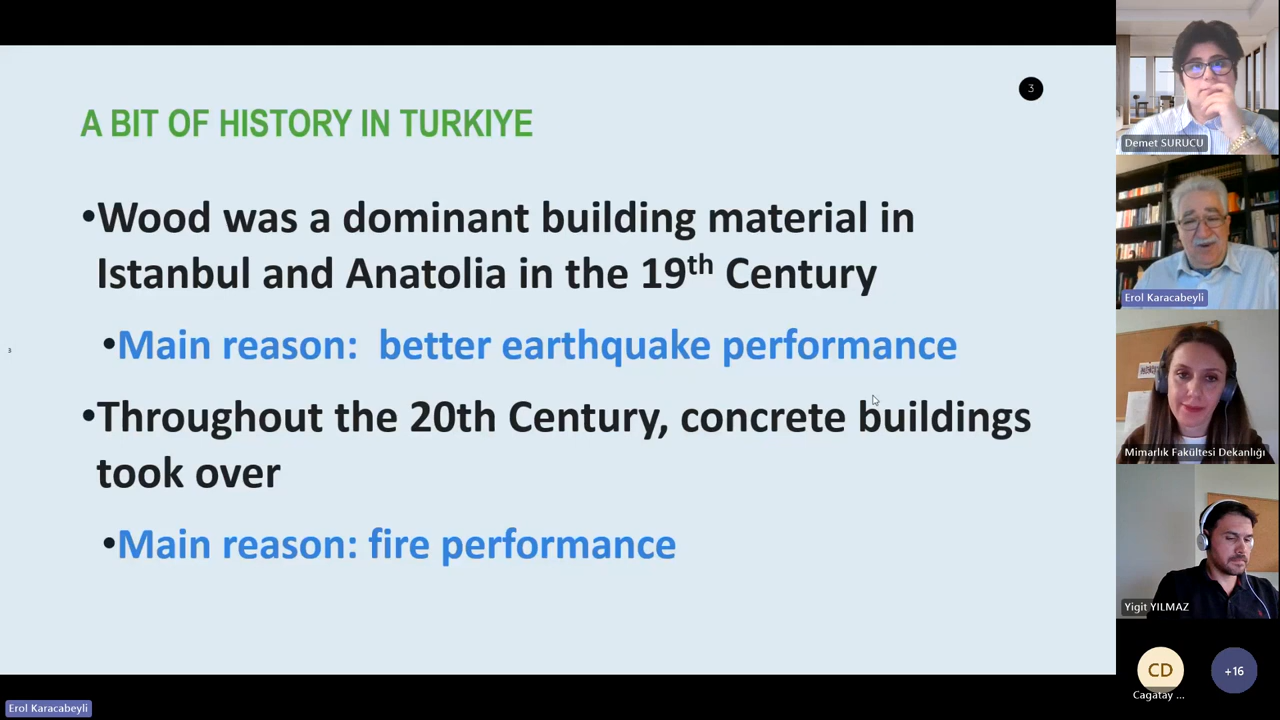 3
A BIT OF HISTORY IN TURKIYE
•Wood was a dominant building material in
Istanbul and Anatolia in the 19th Century
•Main reason:  better earthquake performance
3
•Throughout the 20th Century, concrete buildings
took over
•Main reason: fire performance
Erol Karacabeyli
Demet SURUCU
Erol Karacabeyli
Mimarlık Fakültesi Dekanlığı
Yigit YILMAZ
CD
+16
Cagatay ...